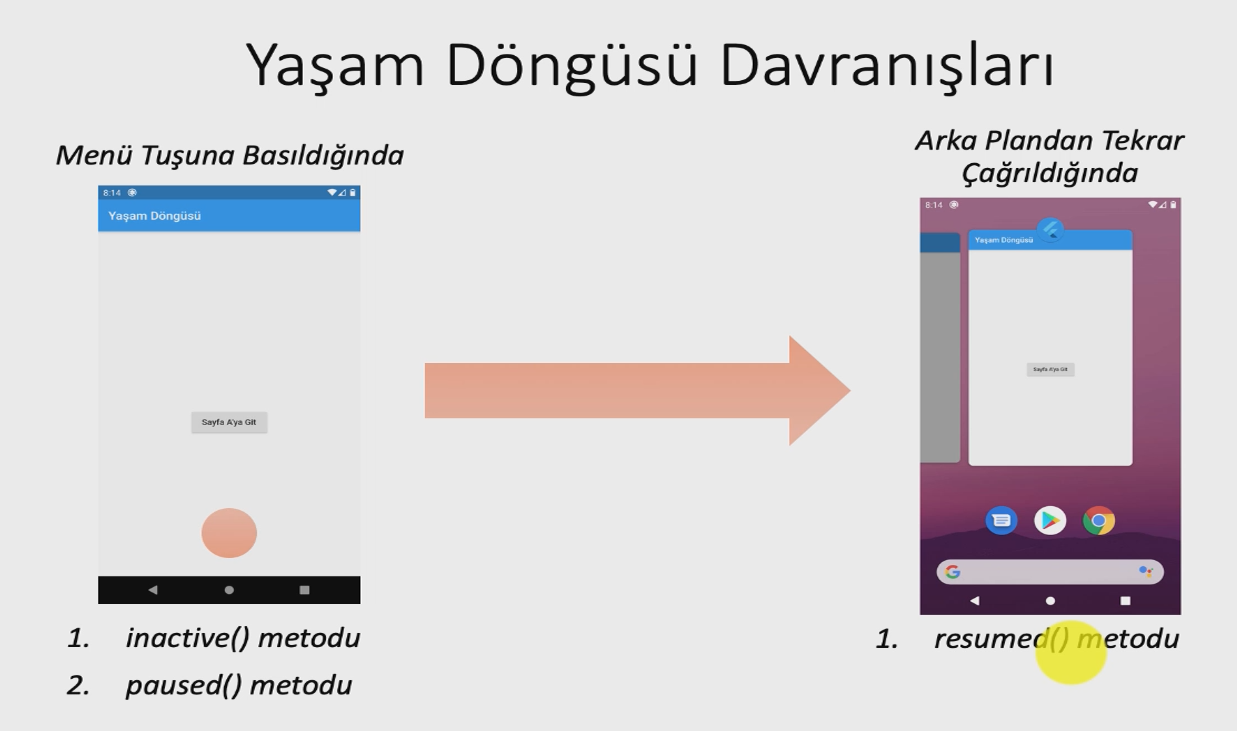 Yaşam Döngüsü Davranışları
Menü Tuşuna Basıldığında
8:14
Yaşam Döngüsü
Sayfa A'ya Git
1. inactive() metodu
2. paused() metodu
Arka Plandan Tekrar
Çağrıldığında
8:14
Yaşam Döngüsü
Sayfa A'ya Git
1. resumed() metodu